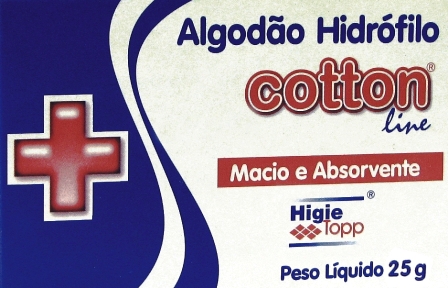 Algodão Hidrófilo
cotton®
line
Macio e Absorvente
Higie ®
Topp
Peso Líquido 25 g